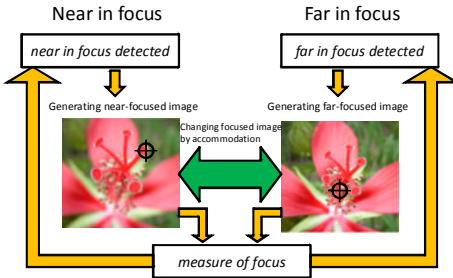 Near in focus
Far in focus
near in focus detected
far in focus detected
Generating near-focused image
Generating far-focused image
Changing focused image
by accommodation
measure of focus